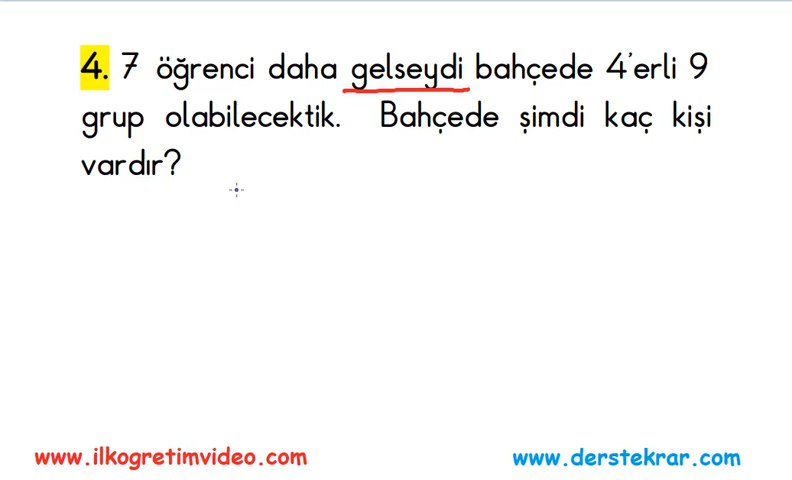 4. 7 öğrenci daha gelseydi bahçede 4'erli 9
grup olabilecektik. Bahçede şimdi kaç kişi
vardır?
www.ilkogretimvideo.com
www.derstekrar.com